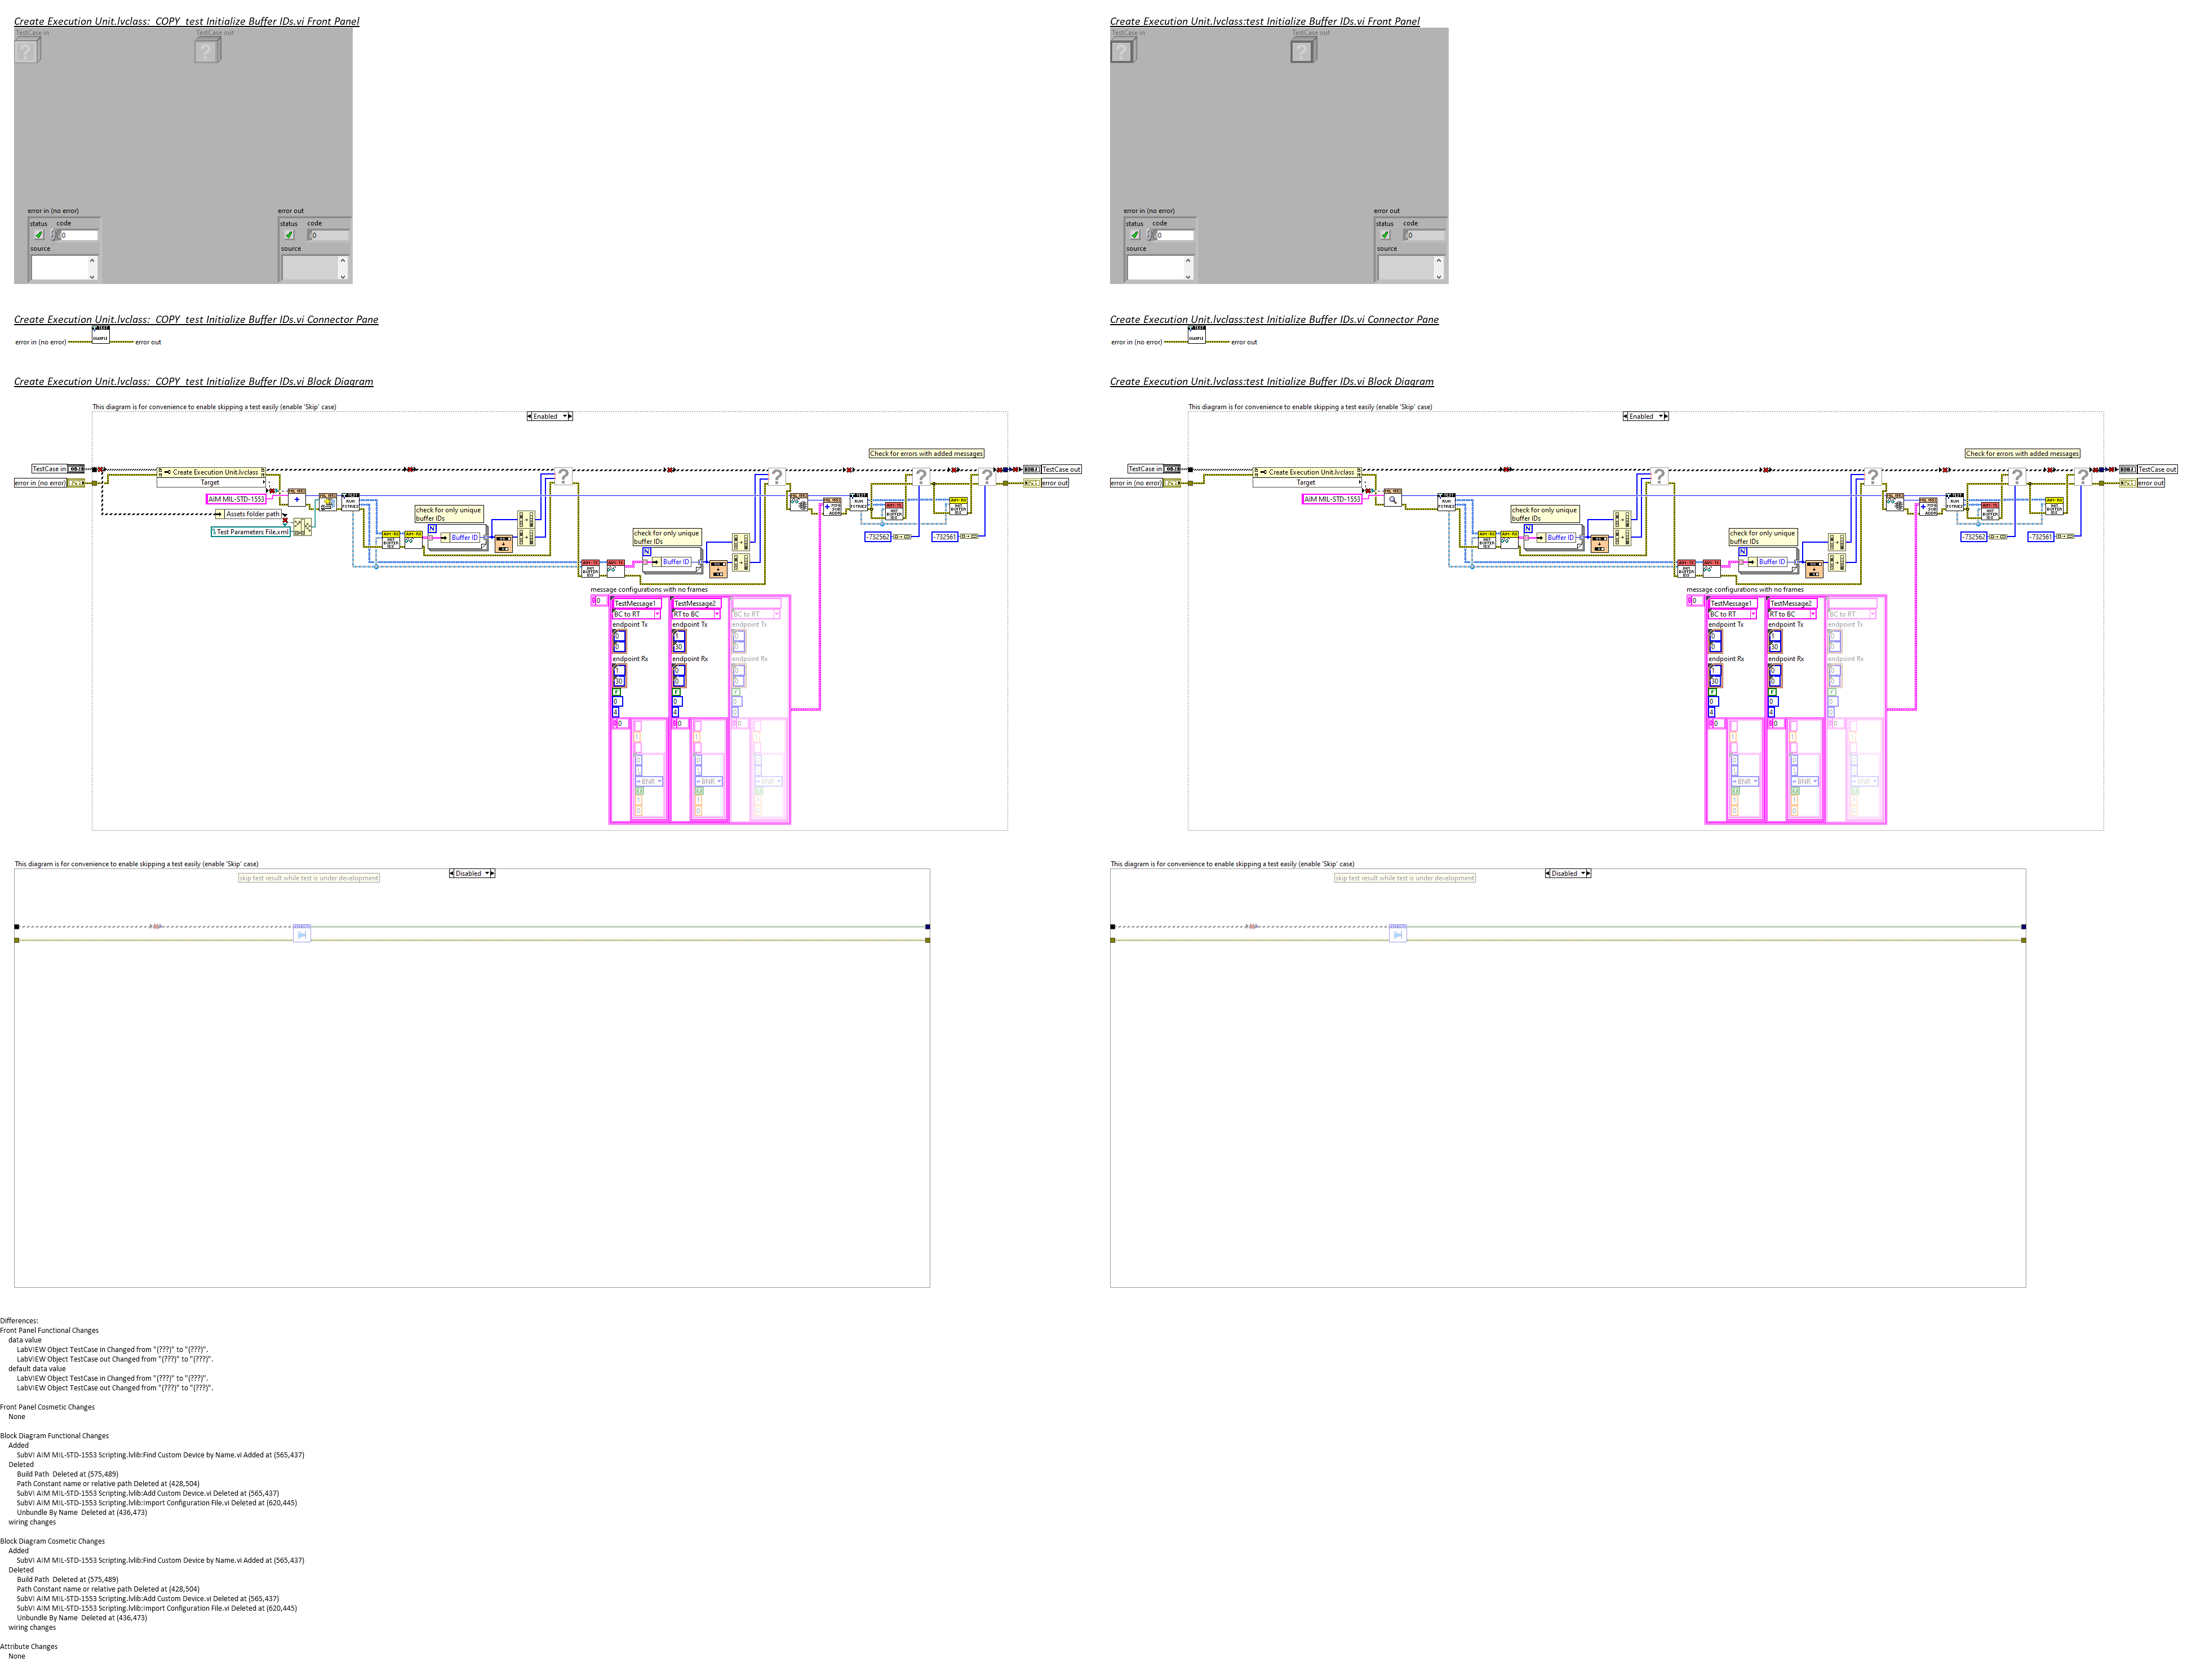 Create Execution Unit.lvclass:_COPY_test Initialize Buffer IDs.vi Front Panel
TestCase in
TestCase out
error in (no error)
status code
0
source
error out
status code
0
source
Create Execution Unit.lvclass:test Initialize Buffer IDs.vi Front Panel
TestCase in
TestCase out
error in (no error)
status code
0
source
error out
status code
0
source
Create Execution Unit.lvclass:_COPY_test Initialize Buffer IDs.vi Connector Pane
error in (no error)
TEST
EXAMPLE
error out
Create Execution Unit.lvclass:test Initialize Buffer IDs.vi Connector Pane
error in (no error)
TEST
EXAMPLE
error out
Create Execution Unit.lvclass:_COPY_test Initialize Buffer IDs.vi Block Diagram
This diagram is for convenience to enable skipping a test easily (enable 'Skip' case)
Enabled
Check for errors with added messages
TestCase in
error in (no error)
Create Execution Unit.lvclass
Target
AIM MIL-STD-1553
Assets folder path
Test Parameters File.xml
check for only unique
buffer IDs
N
Buffer ID
check for only unique
buffer IDs
N
Buffer ID
-732562
-732561
TestCase out
error out
message configurations with no frames
0
TestMessage1
BC to RT
endpoint Tx
0
0
endpoint Rx
1
30
F
0
4
0
TestMessage2
RT to BC
endpoint Tx
1
30
endpoint Rx
0
0
F
0
4
0
BC to RT
endpoint Tx
endpoint Rx
BNR
BNR
BNR
Create Execution Unit.lvclass:test Initialize Buffer IDs.vi Block Diagram
This diagram is for convenience to enable skipping a test easily (enable 'Skip' case)
Enabled
Check for errors with added messages
TestCase in
error in (no error)
Create Execution Unit.lvclass
Target
AIM MIL-STD-1553
check for only unique
buffer IDs
N
Buffer ID
check for only unique
buffer IDs
N
Buffer ID
-732562
-732561
TestCase out
error out
message configurations with no frames
0
TestMessage1
BC to RT
endpoint Tx
0
0
endpoint Rx
1
30
F
0
4
0
TestMessage2
RT to BC
endpoint Tx
1
30
endpoint Rx
0
0
F
0
4
0
BC to RT
endpoint Tx
endpoint Rx
BNR
BNR
BNR
This diagram is for convenience to enable skipping a test easily (enable 'Skip' case)
Disabled
skip test result while test is under development
This diagram is for convenience to enable skipping a test easily (enable 'Skip' case)
Disabled
skip test result while test is under development
Differences:
Front Panel Functional Changes
data value
LabVIEW Object TestCase in Changed from "(???)" to "(???)".
LabVIEW Object TestCase out Changed from "(???)" to "(???)".
default data value
LabVIEW Object TestCase in Changed from "(???)" to "(???)".
LabVIEW Object TestCase out Changed from "(???)" to "(???)".
Front Panel Cosmetic Changes
None
Block Diagram Functional Changes
Added
SubVI AIM MIL-STD-1553 Scripting.lvlib:Find Custom Device by Name.vi Added at (565,437)
Deleted
Build Path Deleted at (575,489)
Path Constant name or relative path Deleted at (428,504)
SubVI AIM MIL-STD-1553 Scripting.lvlib:Add Custom Device.vi Deleted at (565,437)
SubVI AIM MIL-STD-1553 Scripting.lvlib:Import Configuration File.vi Deleted at (620,445)
Unbundle By Name Deleted at (436,473)
wiring changes
Block Diagram Cosmetic Changes
Added
SubVI AIM MIL-STD-1553 Scripting.lvlib:Find Custom Device by Name.vi Added at (565,437)
Deleted
Build Path Deleted at (575,489)
Path Constant name or relative path Deleted at (428,504)
SubVI AIM MIL-STD-1553 Scripting.lvlib:Add Custom Device.vi Deleted at (565,437)
SubVI AIM MIL-STD-1553 Scripting.lvlib:Import Configuration File.vi Deleted at (620,445)
Unbundle By Name Deleted at (436,473)
wiring changes
Attribute Changes
None